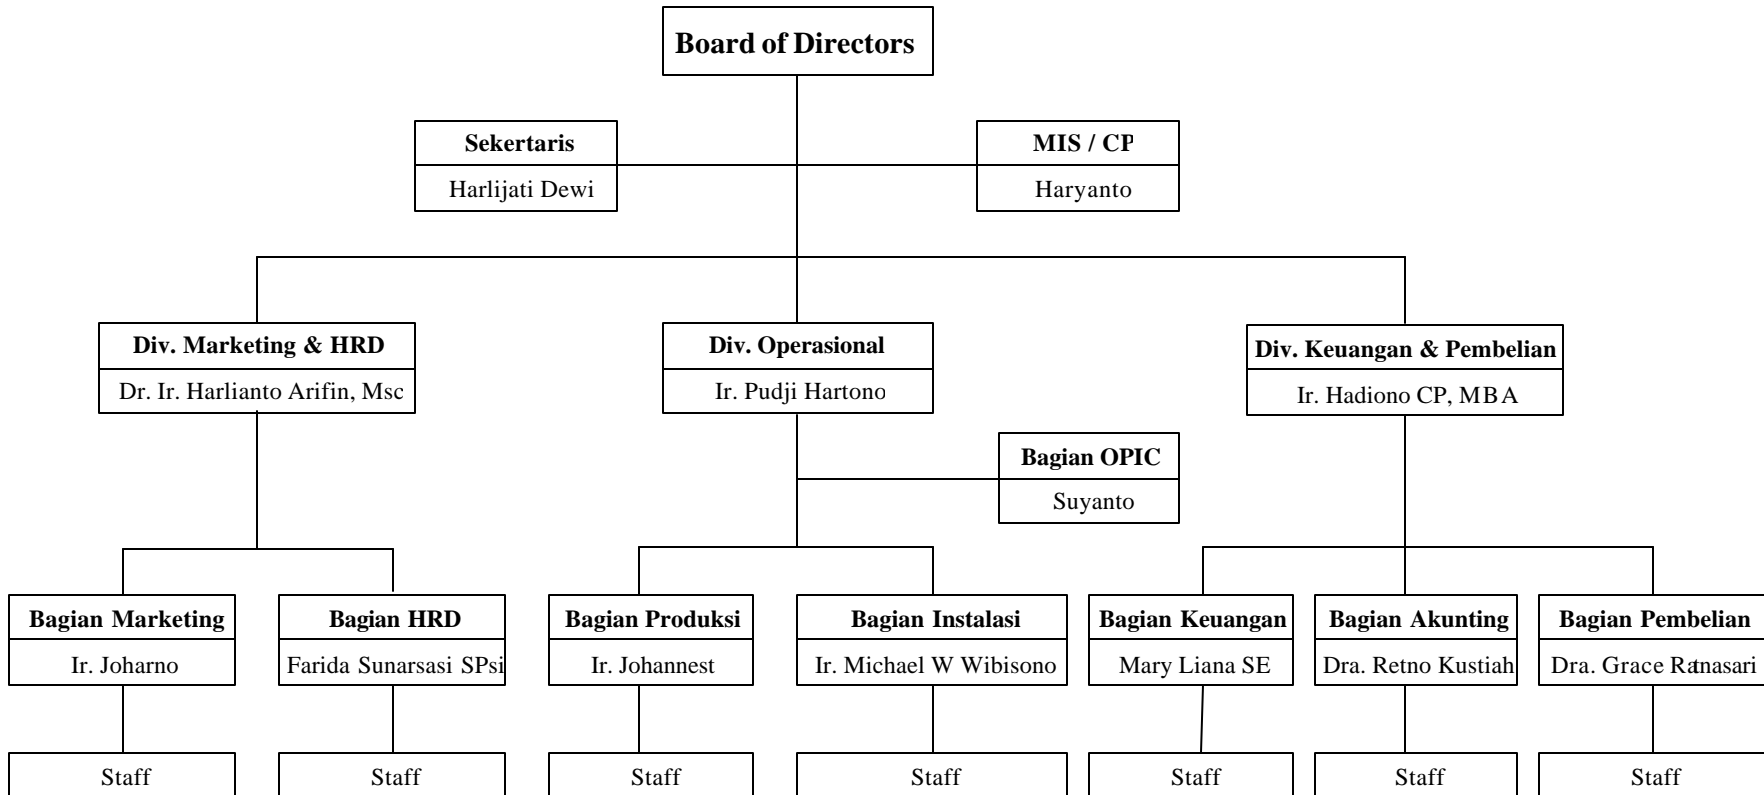 Board of Directors
Sekertaris
Harlijati Dewi
MIS / CP
Haryanto
Div. Marketing & HRD
Dr. Ir. Harlianto Arifin, Msc
Div. Operasional
Ir. Pudji Hartono
Div. Keuangan & Pembelian
Ir. Hadiono CP, MBA
Bagian OPIC
Suyanto
Bagian Marketing
Ir. Joharno
Bagian HRD
Farida Sunarsasi SPsi
Bagian Produksi
Ir. Johannest
Bagian Instalasi
Ir. Michael W Wibisono
Bagian Keuangan
Mary Liana SE
Bagian Akunting
Dra. Retno Kustiah
Bagian Pembelian
Dra. Grace Ratnasari
Staff
Staff
Staff
Staff
Staff
Staff
Staff